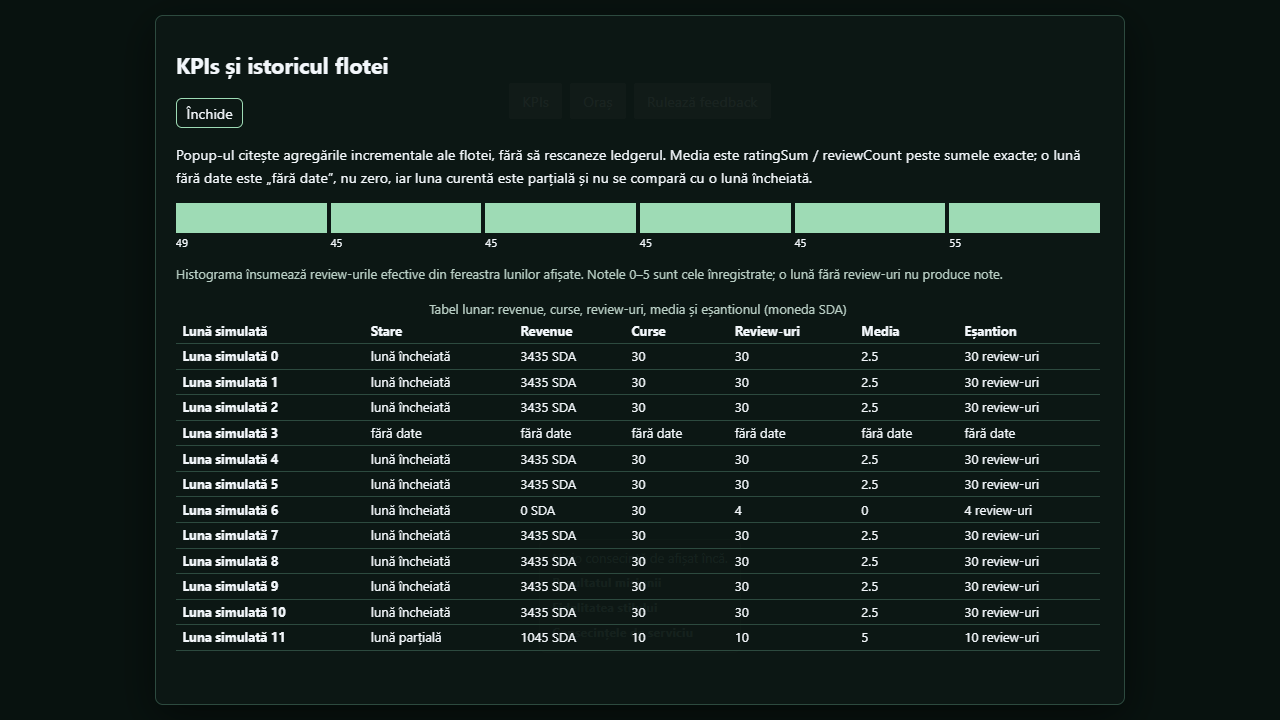 KPIs și istoricul flotei
KPIs Oraș Rulează feedback
Închide
Popup-ul citește agregările incrementale ale flotei, fără să rescaneze ledgerul. Media este ratingSum / reviewCount peste sumele exacte; o lună
fără date este „fără date”, nu zero, iar luna curentă este parțială și nu se compară cu o lună încheiată.
49 45 45 45 45 55
Histograma însumează review-urile efective din fereastra lunilor afișate. Notele 0–5 sunt cele înregistrate; o lună fără review-uri nu produce note.
Tabel lunar: revenue, curse, review-uri, media și eșantionul (moneda SDA)
Lună simulată Stare Revenue Curse Review-uri Media Eșantion
Luna simulată 0 lună încheiată 3435 SDA 30 30 2.5 30 review-uri
Luna simulată 1 lună încheiată 3435 SDA 30 30 2.5 30 review-uri
Luna simulată 2 lună încheiată 3435 SDA 30 30 2.5 30 review-uri
Luna simulată 3 fără date fără date fără date fără date fără date fără date
Luna simulată 4 lună încheiată 3435 SDA 30 30 2.5 30 review-uri
Luna simulată 5 lună încheiată 3435 SDA 30 30 2.5 30 review-uri
Luna simulată 6 lună încheiată 0 SDA 30 4 0 4 review-uri
Luna simulată 7 lună încheiată 3435 SDA 30 30 2.5 30 review-uri
de afișat încă.
Luna simulată 8 lună încheiată 3435 SDA 30 30 2.5 30 review-uri
Luna simulată 9 lună încheiată 3435 SDA 30 30 2.5 30 review-uri
Luna simulată 10 lună încheiată 3435 SDA 30 30 2.5 30 review-uri
Luna simulată 11 lună parțială 1045 SDA 10 10 5 10 review-uri